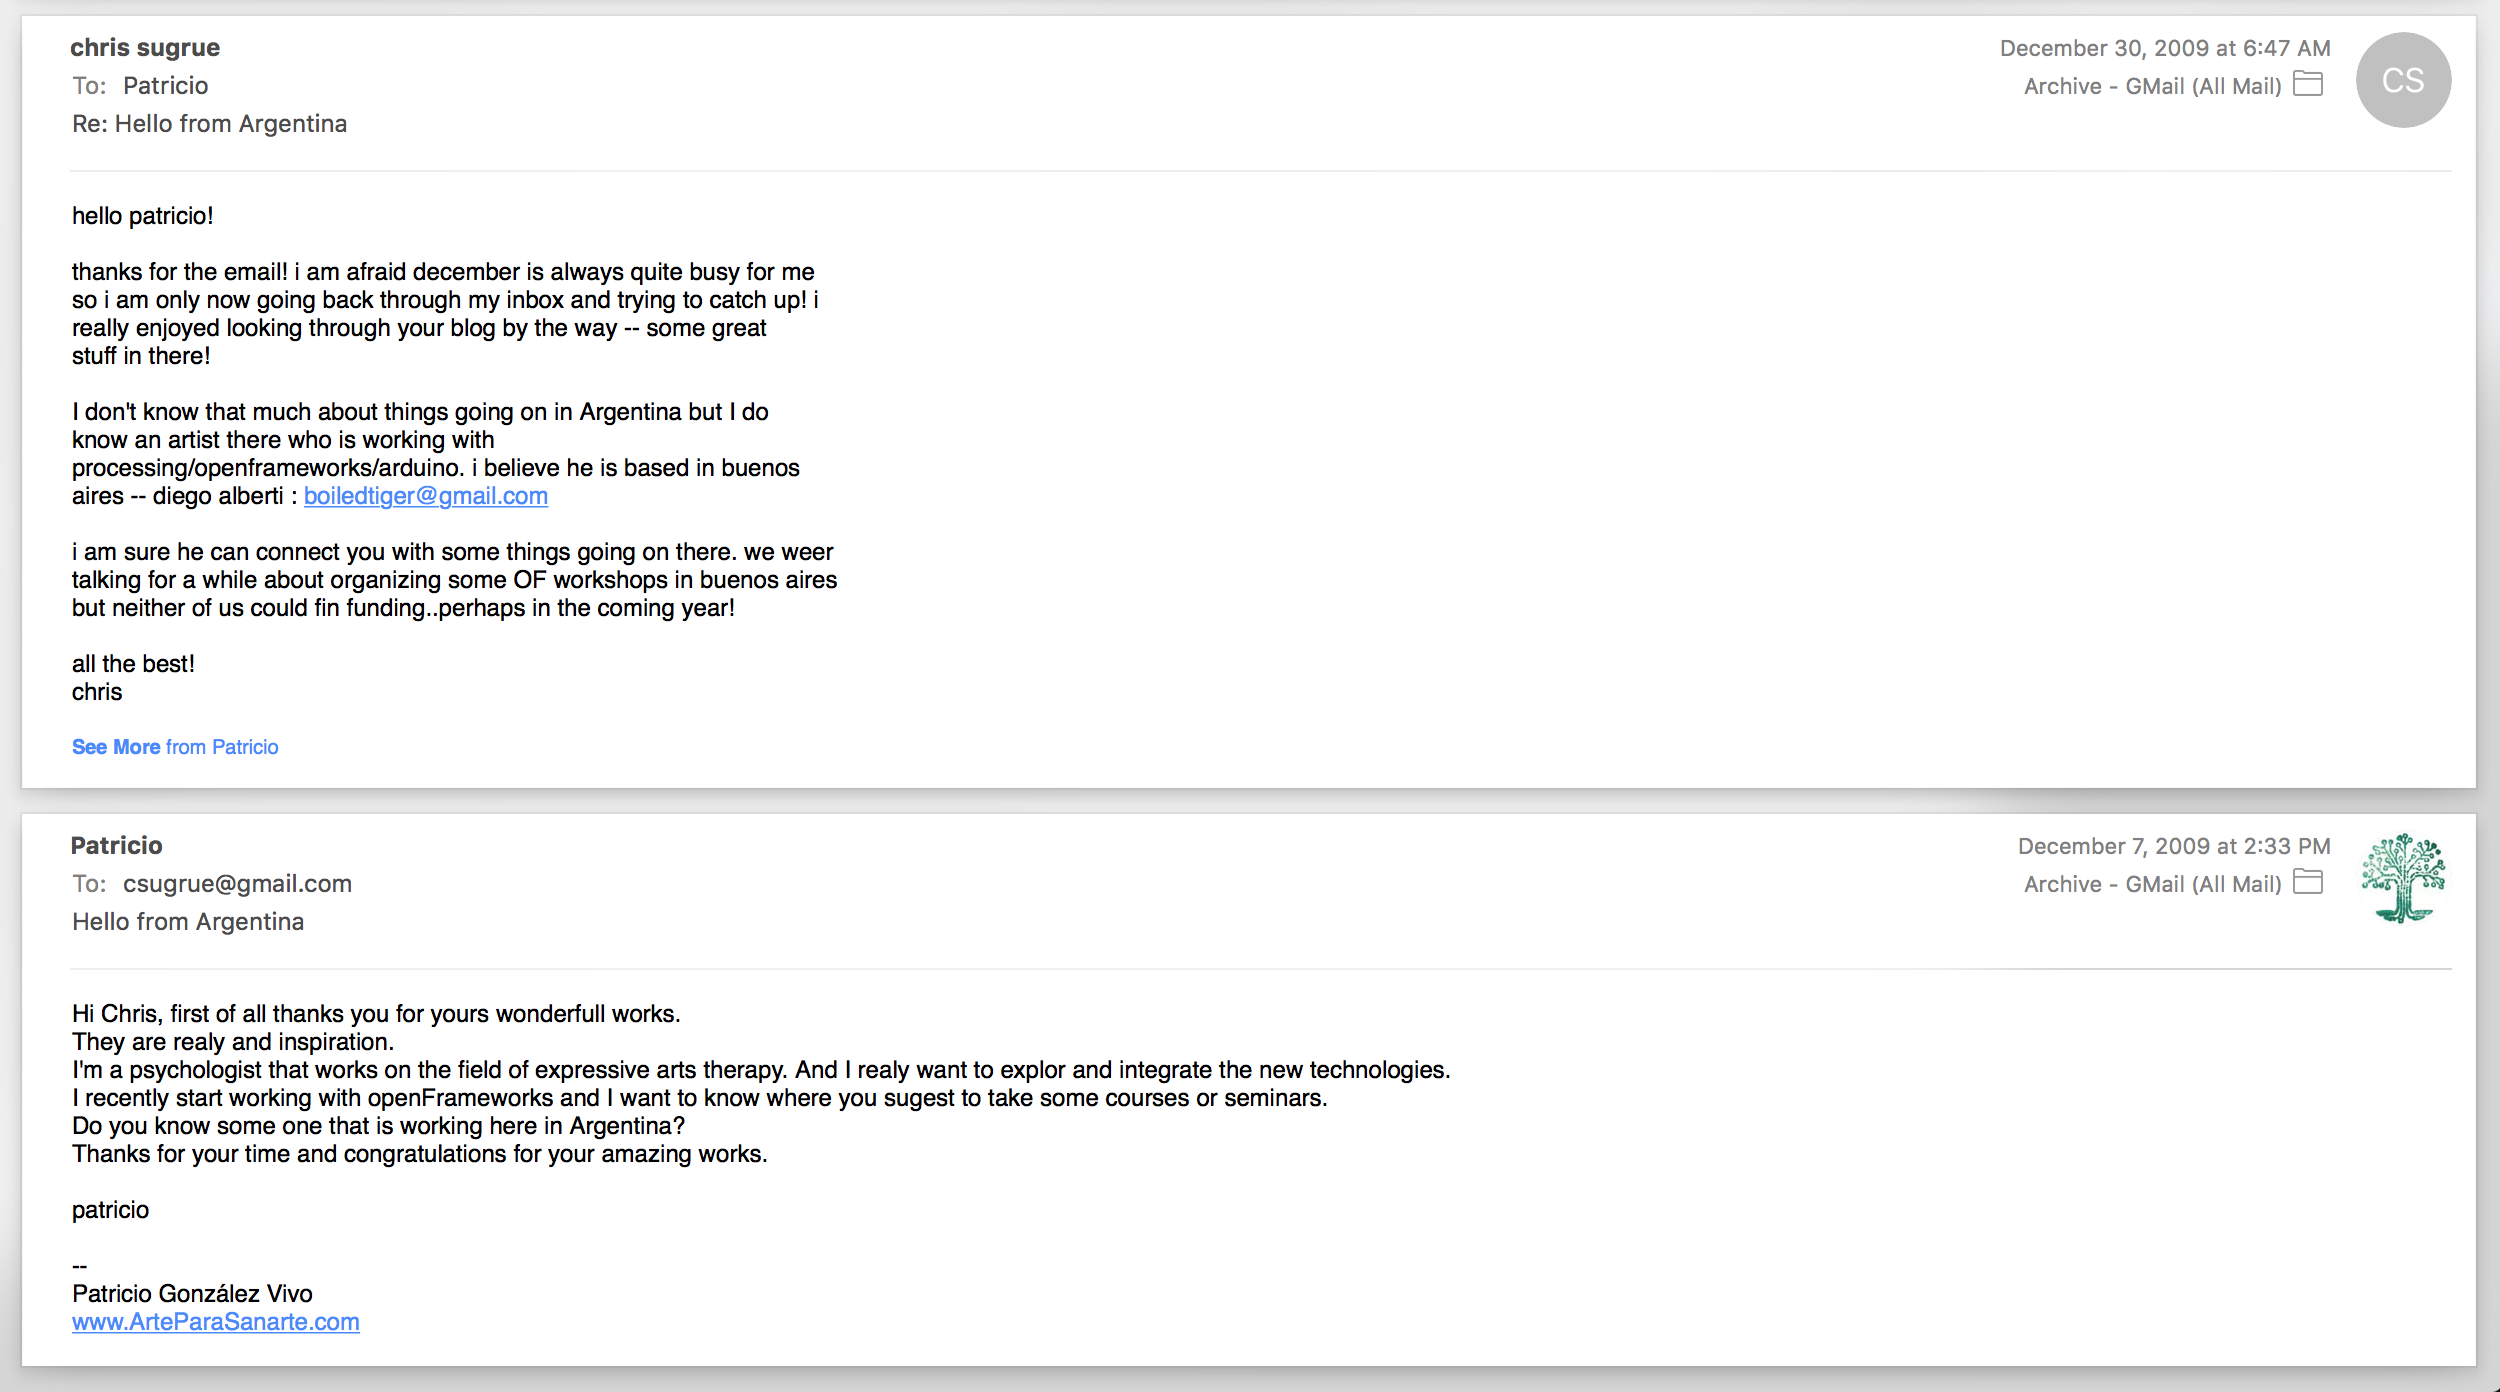 chris sugrue
December 30, 2009 at 6:47 AM
To: Patricio
Archive - GMail (All Mail)
CS
Re: Hello from Argentina
hello patricio!
thanks for the email! i am afraid december is always quite busy for me
so i am only now going back through my inbox and trying to catch up! i
really enjoyed looking through your blog by the way -- some great
stuff in there!
I don't know that much about things going on in Argentina but I do
know an artist there who is working with
processing/openframeworks/arduino. i believe he is based in buenos
aires -- diego alberti : boiledtiger@gmail.com
i am sure he can connect you with some things going on there. we weer
talking for a while about organizing some OF workshops in buenos aires
but neither of us could fin funding..perhaps in the coming year!
all the best!
chris
See More from Patricio
Patricio
December 7, 2009 at 2:33 PM
To: csugrue@gmail.com
Archive - GMail (All Mail)
Hello from Argentina
Hi Chris, first of all thanks you for yours wonderfull works.
They are realy and inspiration.
I'm a psychologist that works on the field of expressive arts therapy. And I realy want to explor and integrate the new technologies.
I recently start working with openFrameworks and I want to know where you sugest to take some courses or seminars.
Do you know some one that is working here in Argentina?
Thanks for your time and congratulations for your amazing works.
patricio
--
Patricio González Vivo
www.ArteParaSanarte.com